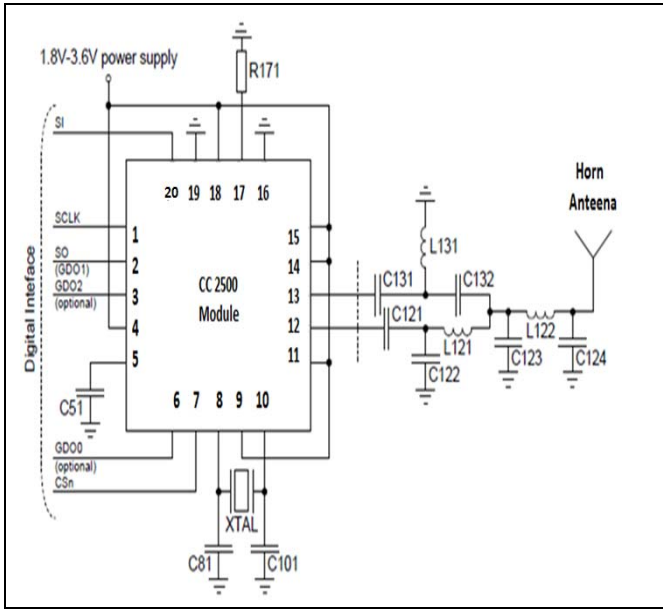 1.8V-3.6V power supply
R171
SI
20 19 18 17 16
SCLK
SO
(GDO1)
GDO2
(optional)
Digital Inteface
1
2
3
4
5
CC 2500
Module
15
14
13
12
11
6 7 8 9 10
C51
GDO0
(optional)
CSn
XTAL
C81
C101
L131
C131
C132
C121
L121
C122
C123
L122
C124
Horn
Anteena